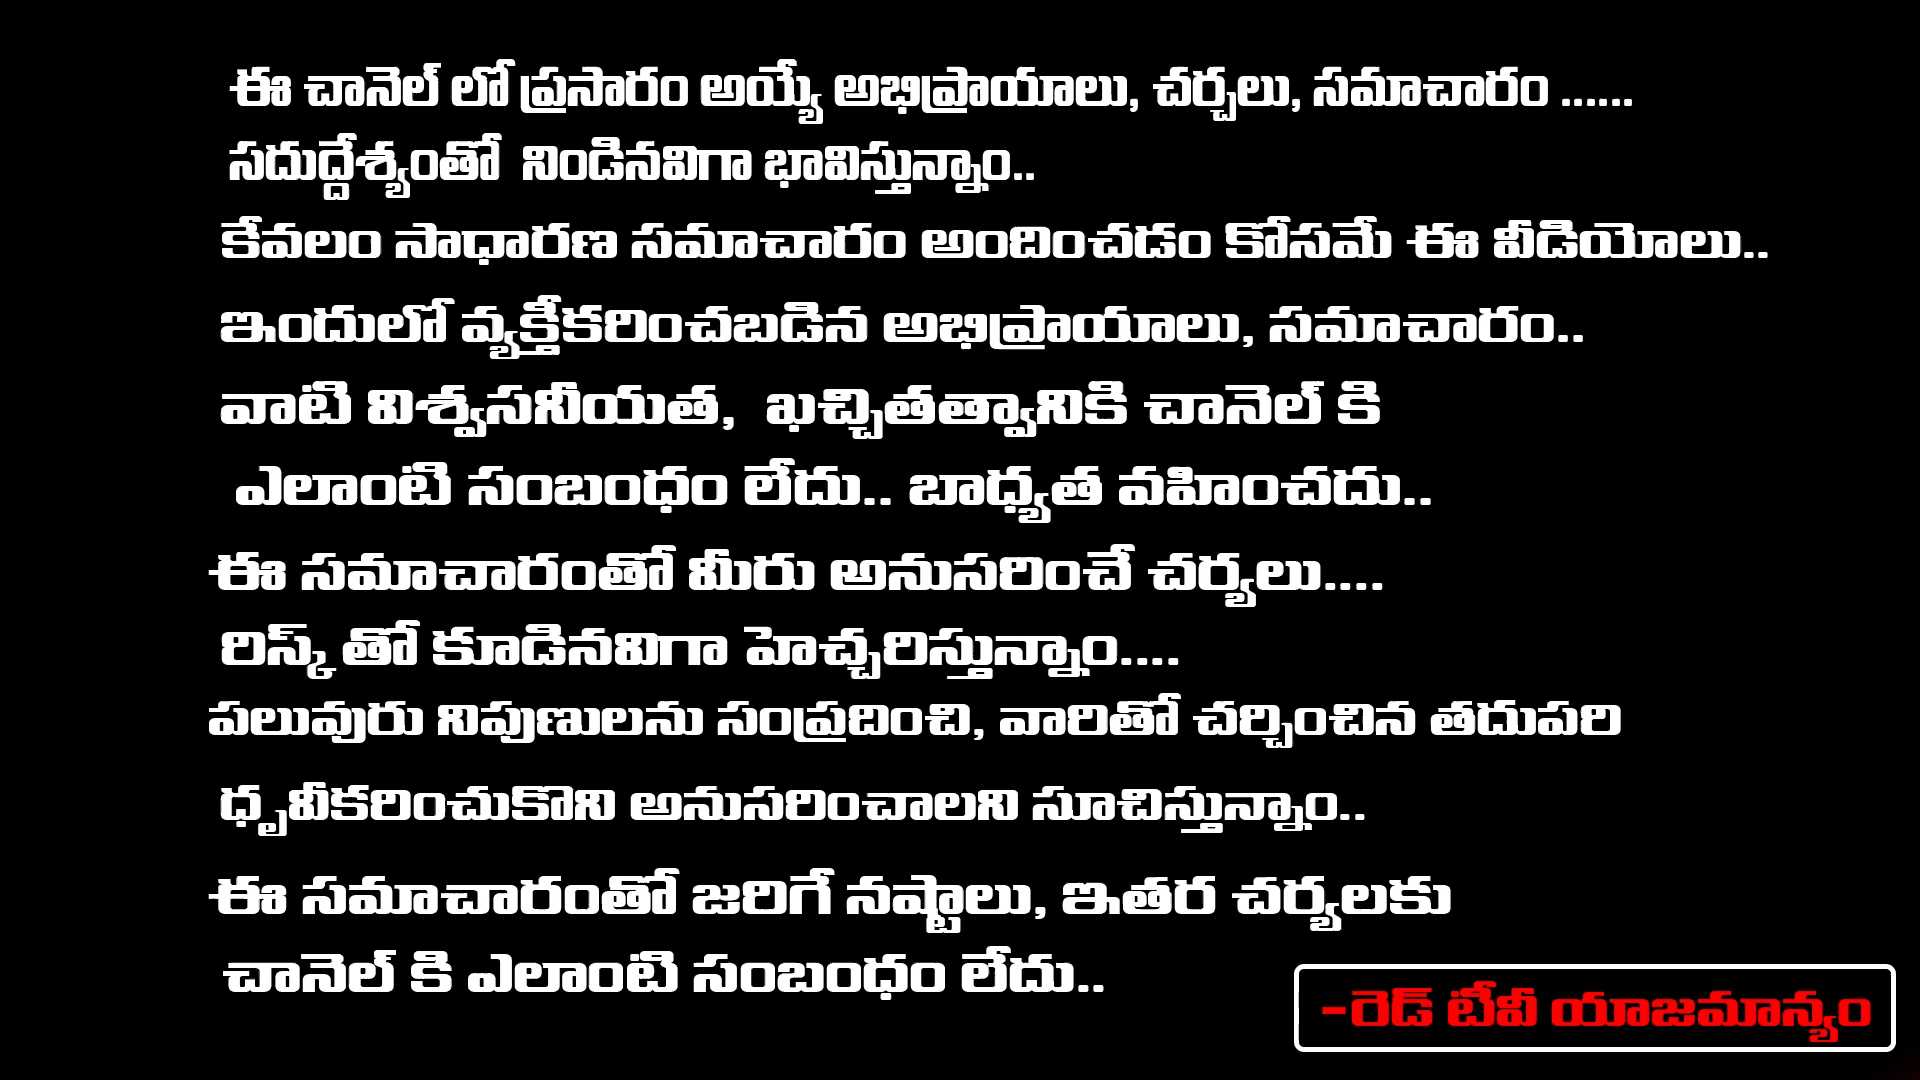 ఈ చానెల్ లో ప్రసారం అయ్యే అభిప్రాయాలు, చర్చలు, సమాచారం ......
సదుద్దేశ్యంతో నిండినవిగా భావిస్తున్నాం..
కేవలం సాధారణ సమాచారం అందించడం కోసమే ఈ వీడియోలు..
ఇందులో వ్యక్తీకరించబడిన అభిప్రాయాలు, సమాచారం..
వాటి విశ్వసనీయత, ఖచ్చితత్వానికి చానెల్ కి
ఎలాంటి సంబంధం లేదు.. బాధ్యత వహించదు..
ఈ సమాచారంతో మీరు అనుసరించే చర్యలు....
రిస్క్ తో కూడినవిగా హెచ్చరిస్తున్నాం....
పలువురు నిపుణులను సంప్రదించి, వారితో చర్చించిన తదుపరి
ధృవీకరించుకొని అనుసరించాలని సూచిస్తున్నాం..
ఈ సమాచారంతో జరిగే నష్టాలు, ఇతర చర్యలకు
చానెల్ కి ఎలాంటి సంబంధం లేదు..
-రెడ్ టీవీ యాజమాన్యం